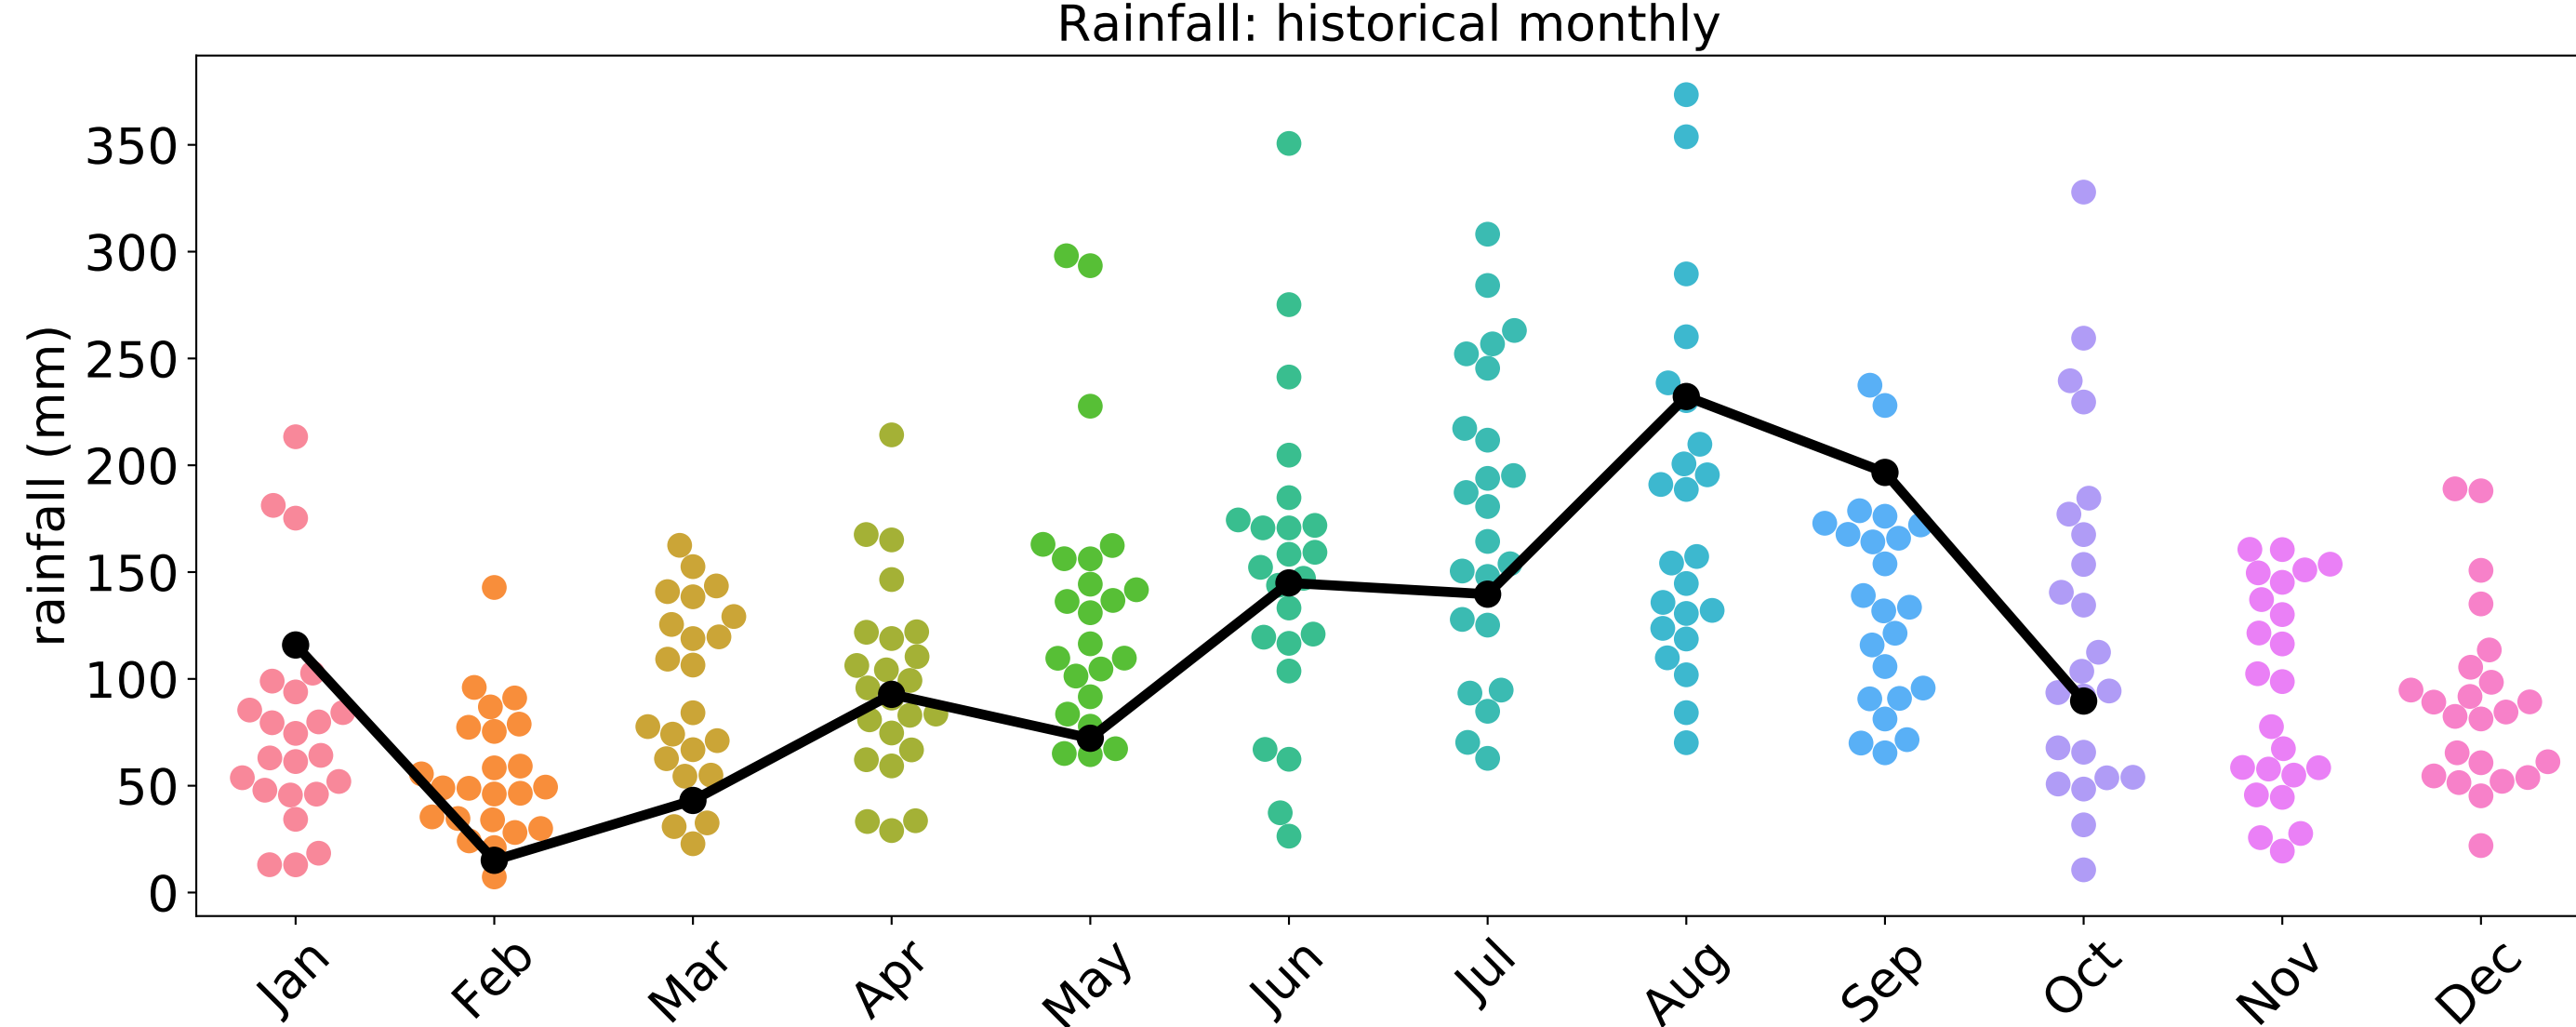 Rainfall: historical monthly
rainfall (mm)
350
300
250
200
150
100
50
0
Jan
Feb
Mar
Apr
May
Jun
Jul
Aug
Sep
Oct
Nov
Dec